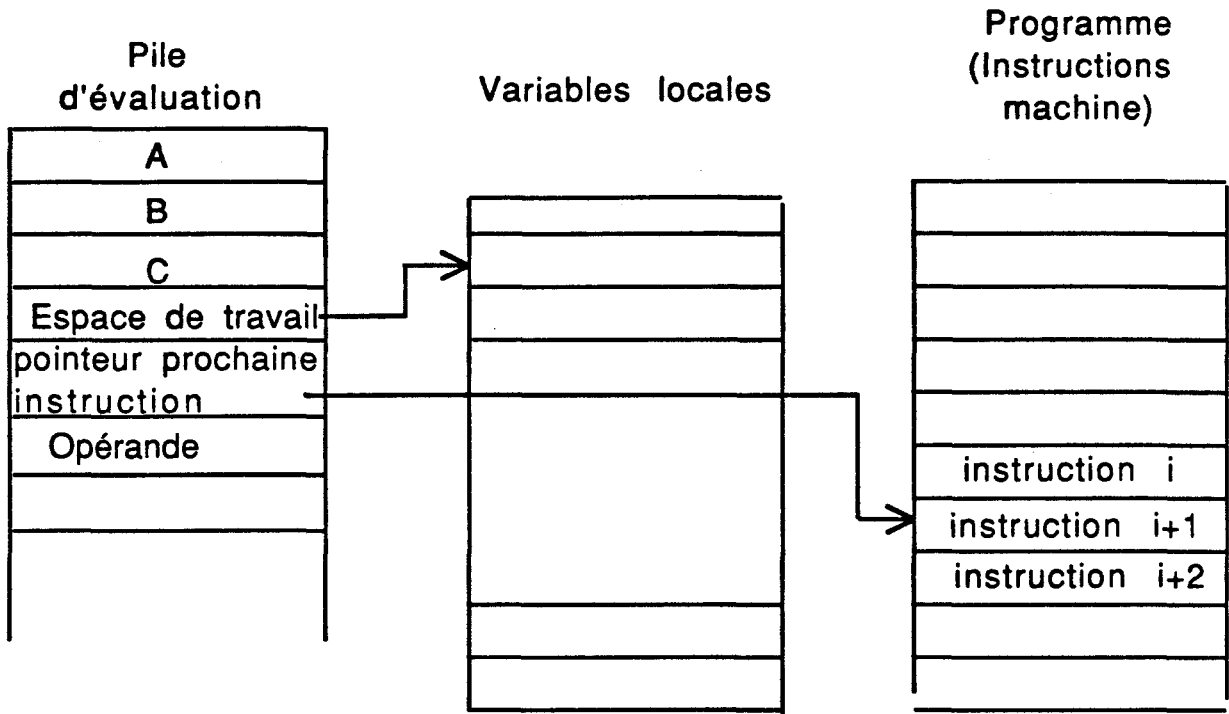 Pile
d'évaluation
A
B
C
Espace de travail
pointeur prochaine
instruction
Opérande
Variables locales
Programme
(Instructions
machine)
instruction i
instruction i+1
instruction i+2